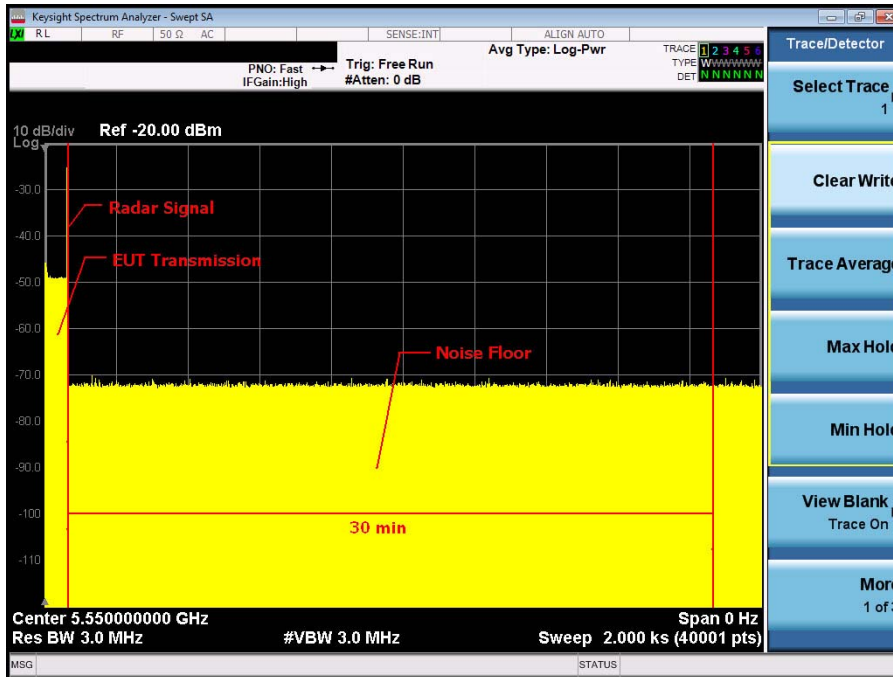 Keysight Spectrum Analyzer - Swept SA
LXI RL RF 50 Ω AC SENSE:INT ALIGN AUTO
Avg Type: Log-Pwr
TRACE 1 2 3 4 5 6
TYPE WWWWWW
DET N N N N N N
PNO: Fast
IFGain:High
Trig: Free Run
#Atten: 0 dB
10 dB/div
Log
Ref -20.00 dBm
-30.0
-40.0
-50.0
-60.0
-70.0
-80.0
-90.0
-100
-110
Radar Signal
EUT Transmission
Noise Floor
30 min
Center 5.550000000 GHz
Span 0 Hz
Res BW 3.0 MHz
#VBW 3.0 MHz
Sweep 2.000 ks (40001 pts)
MSG
STATUS
Trace/Detector
Select Trace
1
Clear Write
Trace Average
Max Hold
Min Hold
View Blank
Trace On
More
1 of 3